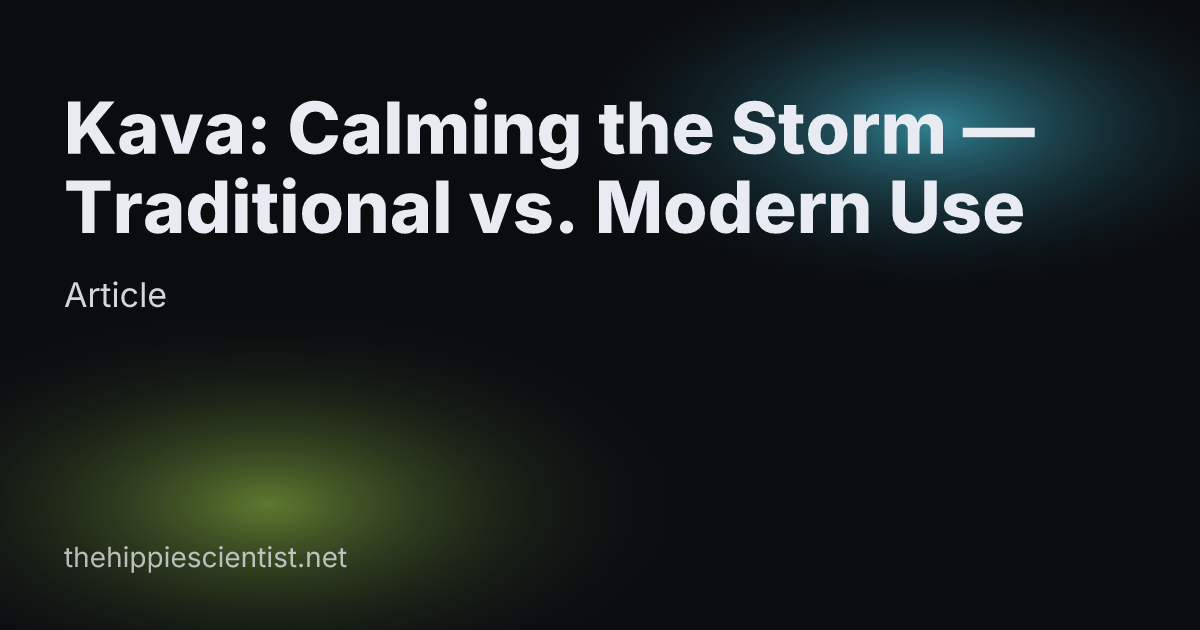 Kava: Calming the Storm —
Traditional vs. Modern Use
Article
thehippiescientist.net